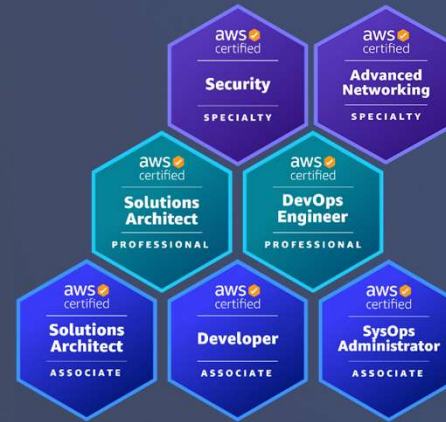 aws
certified
Security
SPECIALTY
aws
certified
Advanced
Networking
SPECIALTY
aws
certified
Solutions
Architect
PROFESSIONAL
aws
certified
DevOps
Engineer
PROFESSIONAL
aws
certified
Solutions
Architect
ASSOCIATE
aws
certified
Developer
ASSOCIATE
aws
certified
SysOps
Administrator
ASSOCIATE